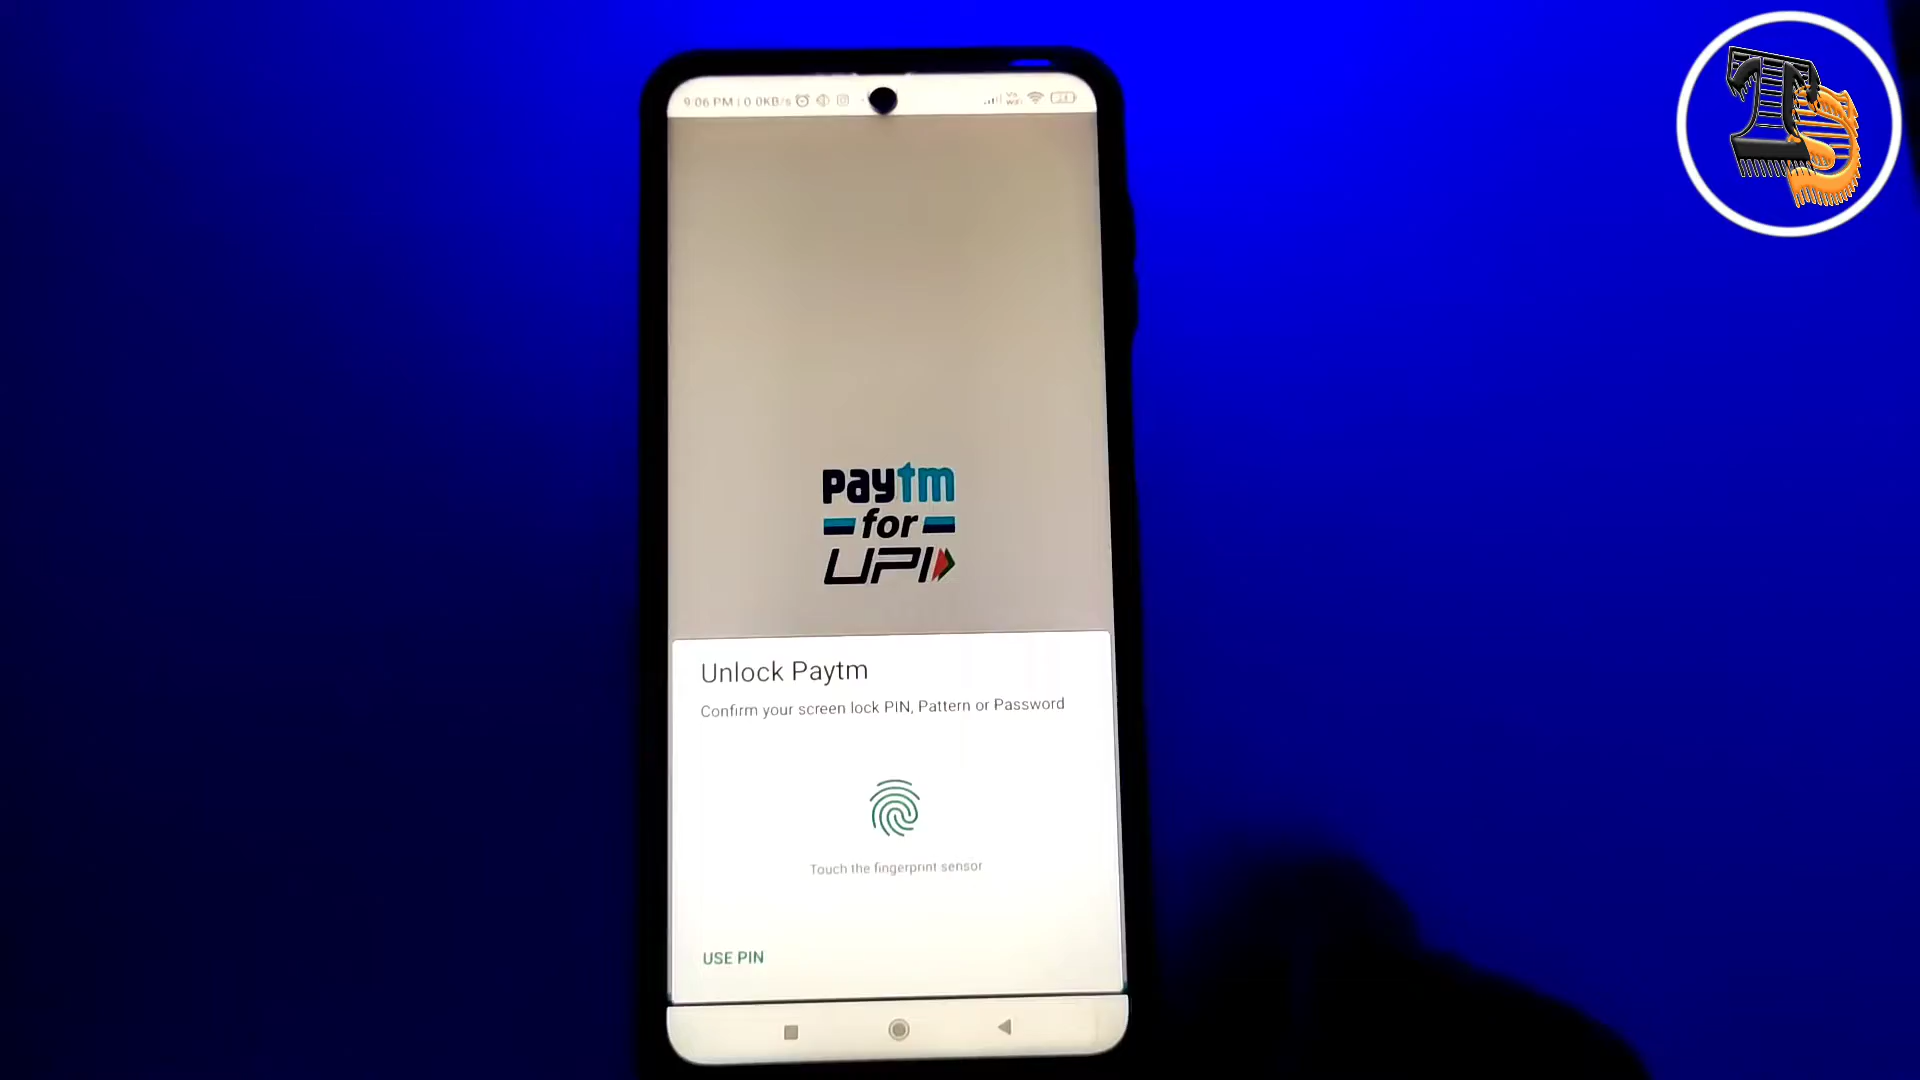 9:06 PM | 0.0KB/s
paytm
for
UPI
Unlock Paytm
Confirm your screen lock PIN, Pattern or Password
Touch the fingerprint sensor
USE PIN
TS